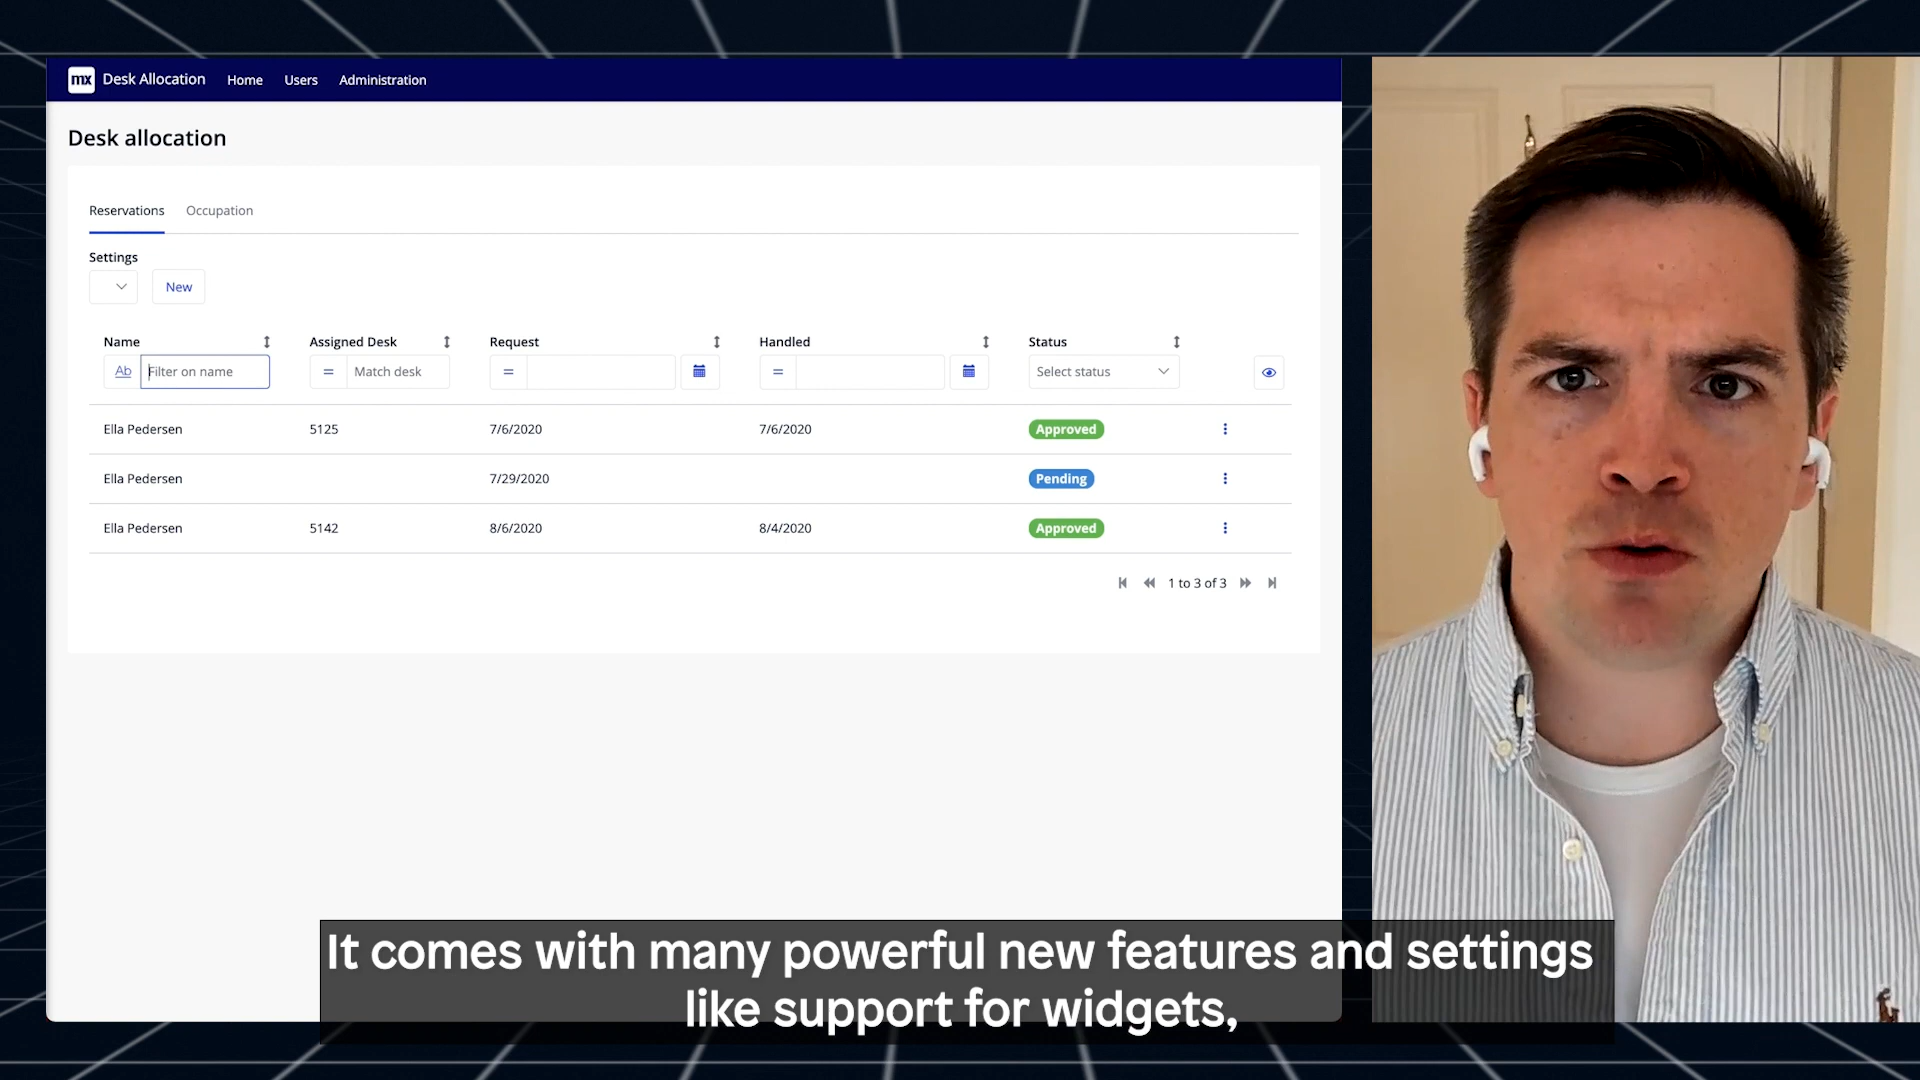 mx Desk Allocation Home Users Administration
Desk allocation
Reservations Occupation
Settings
New
Name Assigned Desk Request Handled Status
Ab Filter on name = Match desk = = Select status
Ella Pedersen 5125 7/6/2020 7/6/2020 Approved
Ella Pedersen 7/29/2020 Pending
Ella Pedersen 5142 8/6/2020 8/4/2020 Approved
1 to 3 of 3
It comes with many powerful new features and settings
like support for widgets,